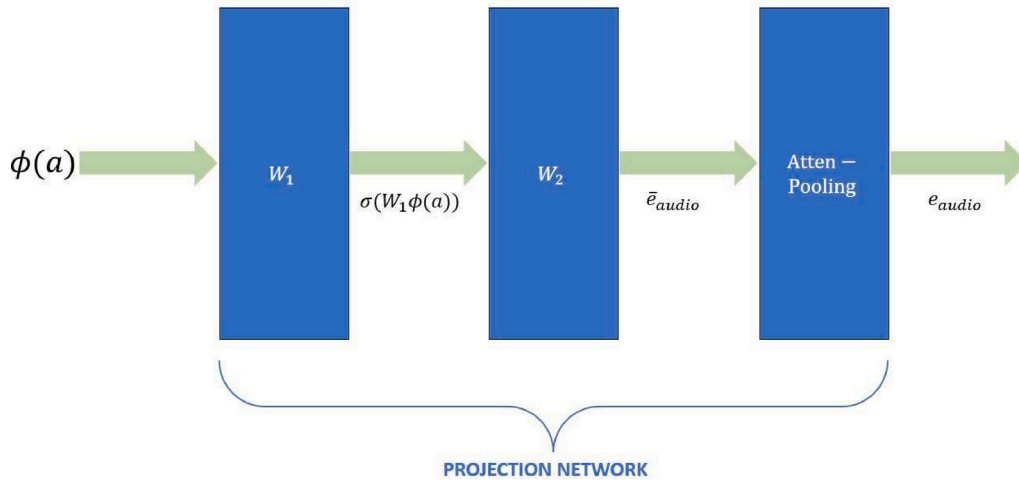 ϕ(a)
W₁
σ(W₁ϕ(a))
W₂
ē_audio
Atten −
Pooling
e_audio
PROJECTION NETWORK